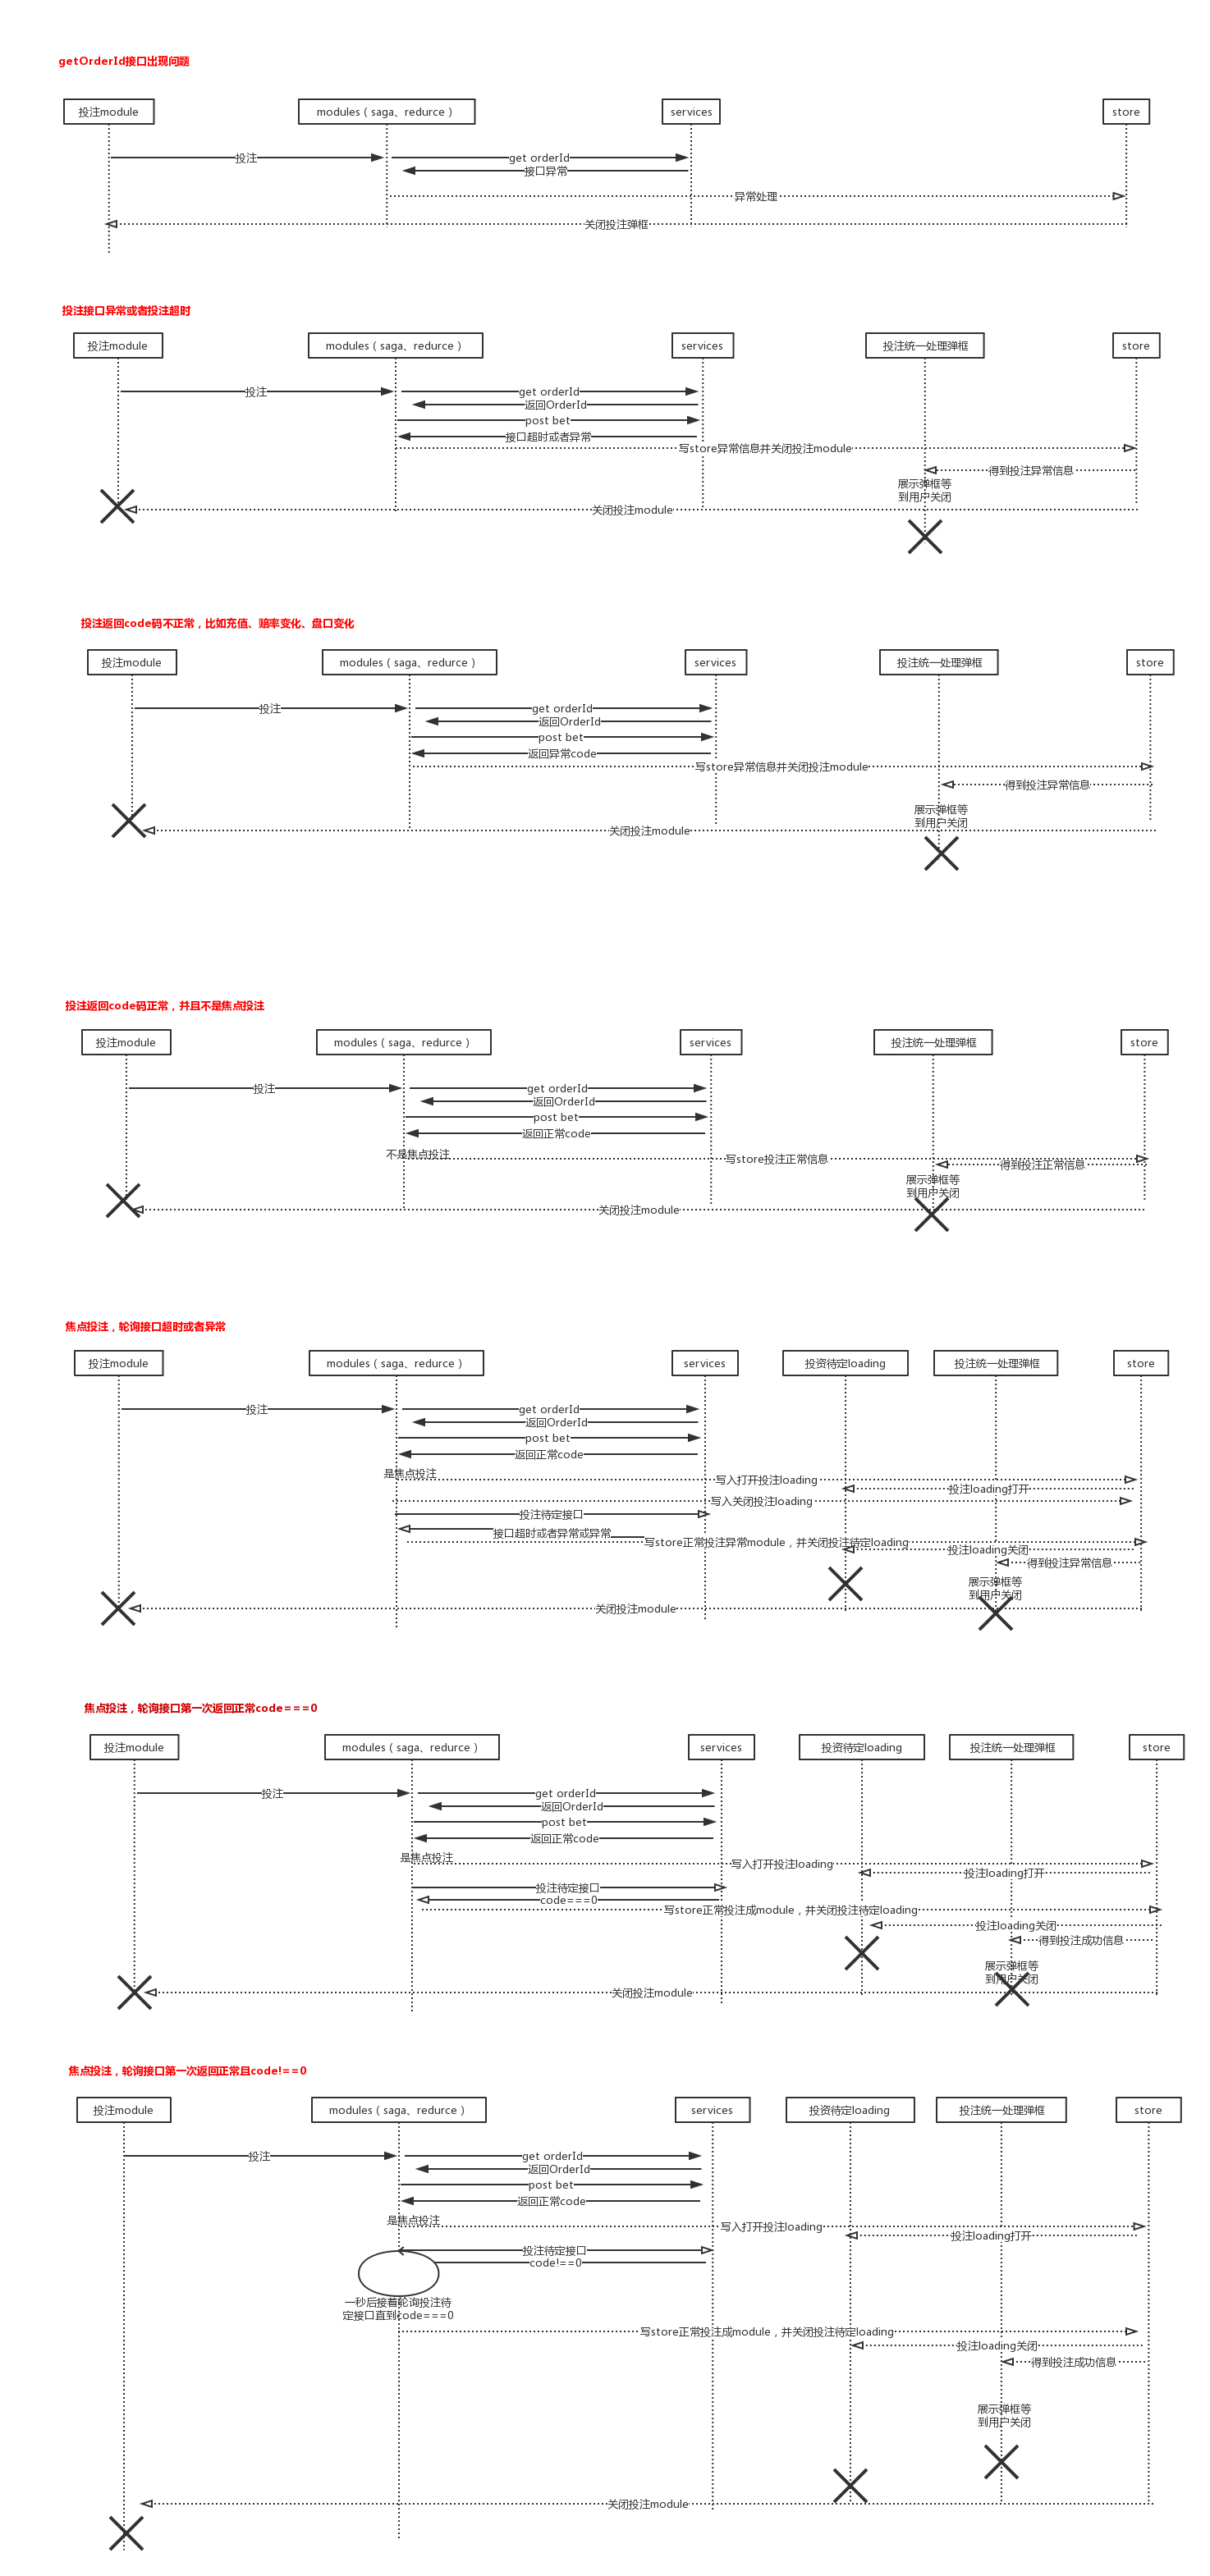 getOrderId接口出现问题
投注module
modules（saga、redurce）
services
store
投注
get orderId
接口异常
异常处理
关闭投注弹框
投注接口异常或者投注超时
投注module
modules（saga、redurce）
services
投注统一处理弹框
store
投注
get orderId
返回OrderId
post bet
接口超时或者异常
写store异常信息并关闭投注module
得到投注异常信息
展示弹框等
到用户关闭
关闭投注module
投注返回code码不正常，比如充值、赔率变化、盘口变化
投注module
modules（saga、redurce）
services
投注统一处理弹框
store
投注
get orderId
返回OrderId
post bet
返回异常code
写store异常信息并关闭投注module
得到投注异常信息
展示弹框等
到用户关闭
关闭投注module
投注返回code码正常，并且不是焦点投注
投注module
modules（saga、redurce）
services
投注统一处理弹框
store
投注
get orderId
返回OrderId
post bet
返回正常code
不是焦点投注
写store投注正常信息
得到投注正常信息
展示弹框等
到用户关闭
关闭投注module
焦点投注，轮询接口超时或者异常
投注module
modules（saga、redurce）
services
投资待定loading
投注统一处理弹框
store
投注
get orderId
返回OrderId
post bet
返回正常code
是焦点投注
写入打开投注loading
投注loading打开
写入关闭投注loading
投注待定接口
接口超时或者异常或异常
写store正常投注异常module，并关闭投注待定loading
投注loading关闭
得到投注异常信息
展示弹框等
到用户关闭
关闭投注module
焦点投注，轮询接口第一次返回正常code===0
投注module
modules（saga、redurce）
services
投资待定loading
投注统一处理弹框
store
投注
get orderId
返回OrderId
post bet
返回正常code
是焦点投注
写入打开投注loading
投注loading打开
投注待定接口
code===0
写store正常投注成module，并关闭投注待定loading
投注loading关闭
得到投注成功信息
展示弹框等
到用户关闭
关闭投注module
焦点投注，轮询接口第一次返回正常且code!==0
投注module
modules（saga、redurce）
services
投资待定loading
投注统一处理弹框
store
投注
get orderId
返回OrderId
post bet
返回正常code
是焦点投注
写入打开投注loading
投注loading打开
投注待定接口
code!==0
一秒后接着轮询投注待
定接口直到code===0
写store正常投注成module，并关闭投注待定loading
投注loading关闭
得到投注成功信息
展示弹框等
到用户关闭
关闭投注module